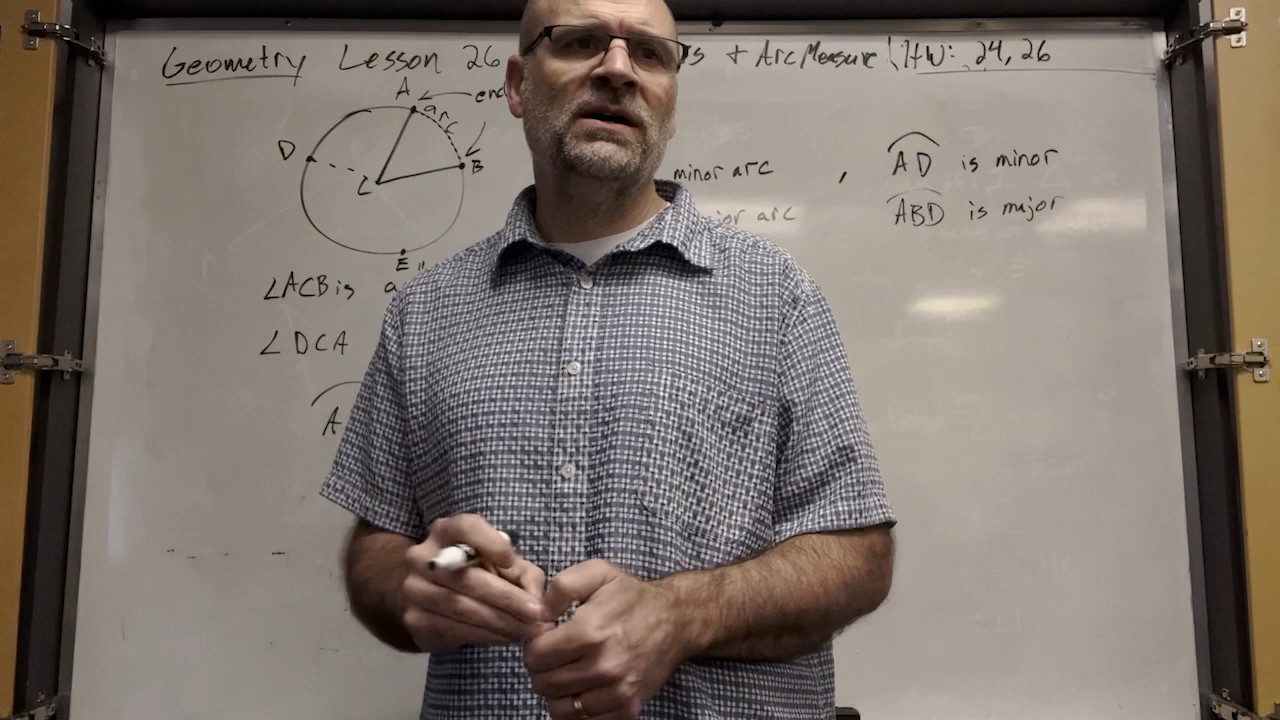 Geometry Lesson 26 + Arc Measure HW: 24, 26
A end
arc
D
B
C
minor arc , AD is minor
arc ABD is major
E
∠ACB is a
∠DCA
A